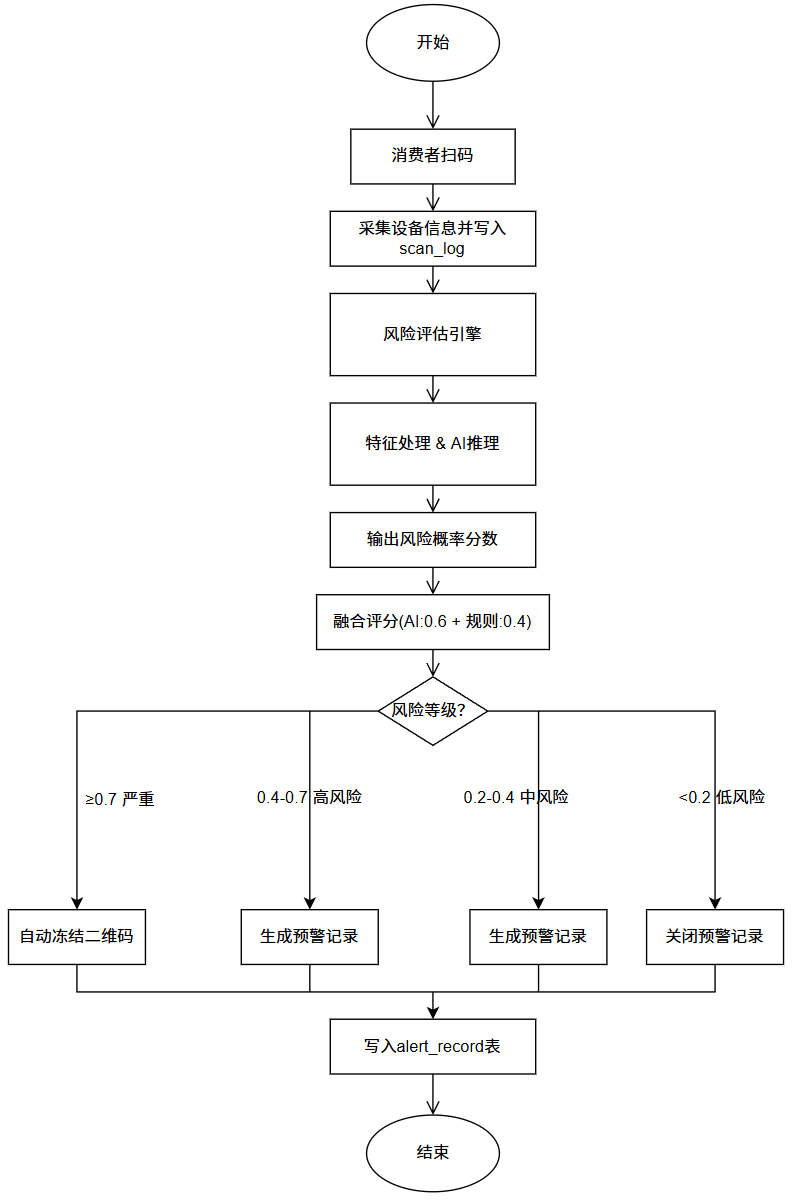 开始
消费者扫码
采集设备信息并写入
scan_log
风险评估引擎
特征处理 & AI推理
输出风险概率分数
融合评分(AI:0.6 + 规则:0.4)
风险等级?
≥0.7 严重
0.4-0.7 高风险
0.2-0.4 中风险
<0.2 低风险
自动冻结二维码
生成预警记录
生成预警记录
关闭预警记录
写入alert_record表
结束